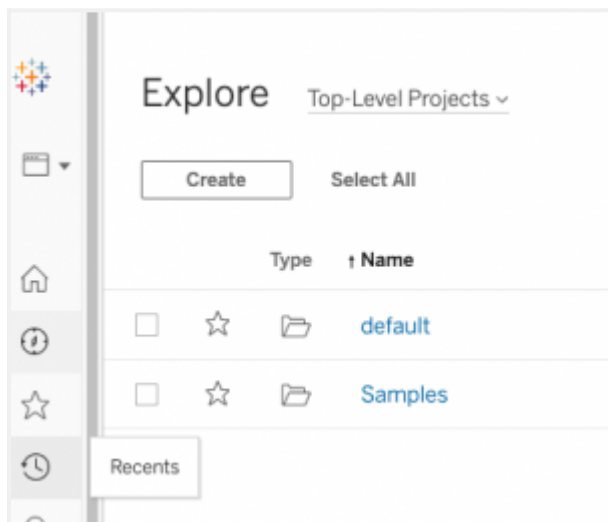 Explore Top-Level Projects
Create Select All
Type ↑ Name
default
Samples
Recents